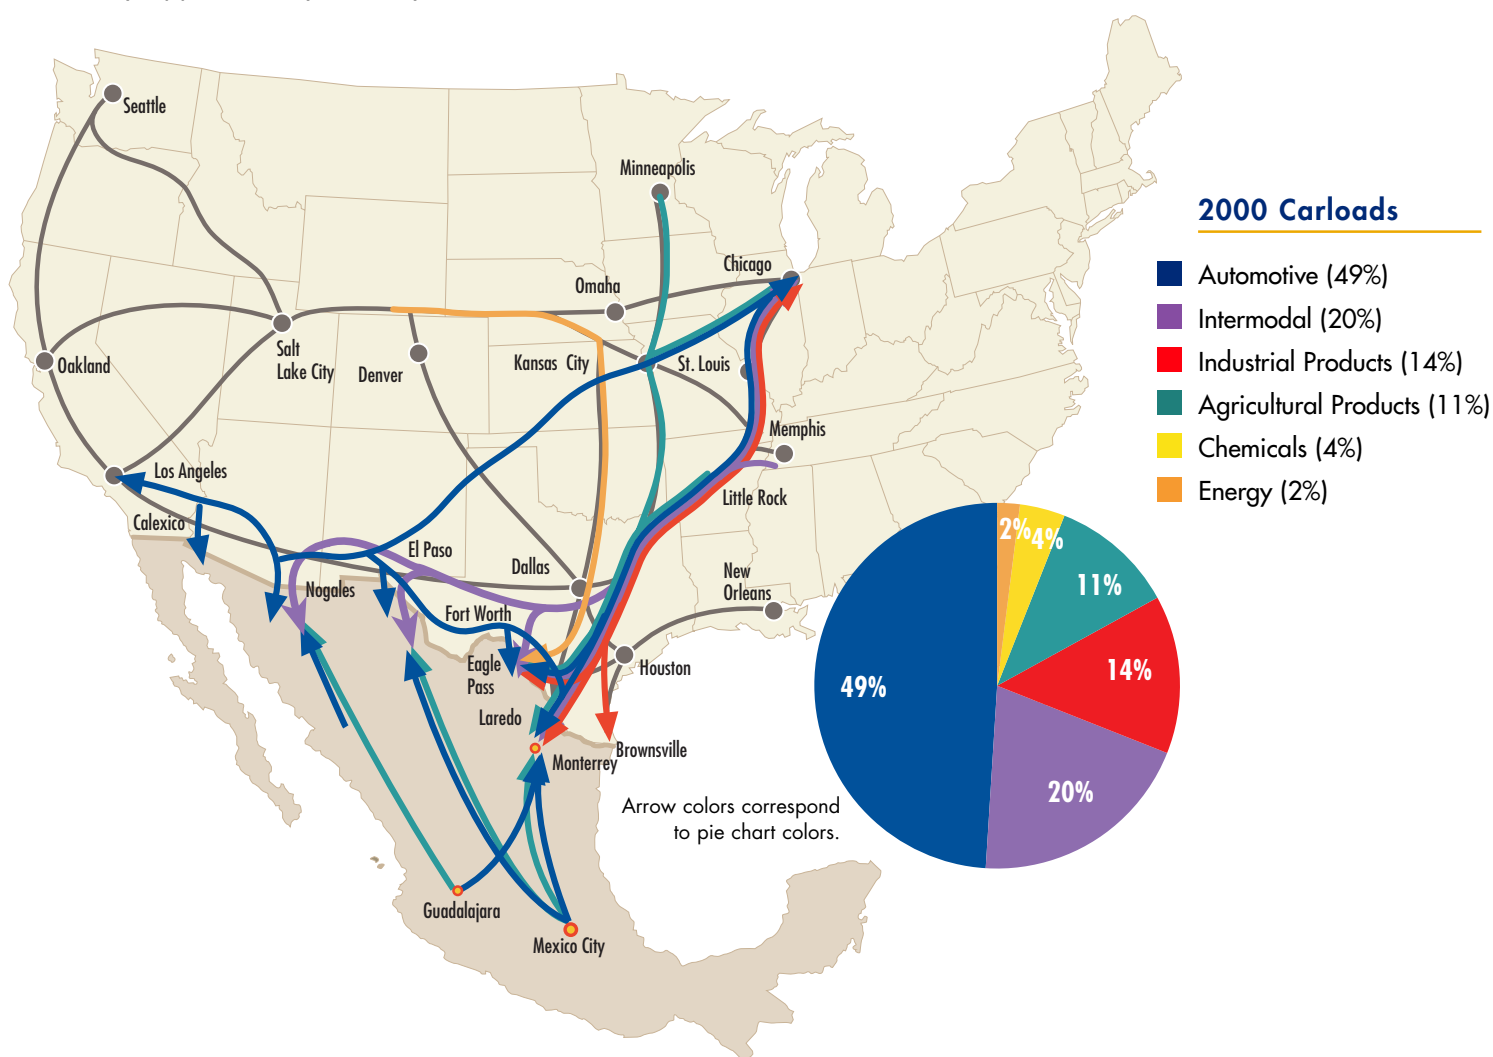 Seattle
Minneapolis
Chicago
Omaha
Oakland
Salt
Lake City
Denver
Kansas City
St. Louis
Memphis
Los Angeles
Little Rock
Calexico
El Paso
Dallas
New
Orleans
Nogales
Fort Worth
Eagle
Pass
Houston
Laredo
Brownsville
Monterrey
Guadalajara
Mexico City
Arrow colors correspond
to pie chart colors.
2000 Carloads
Automotive (49%)
Intermodal (20%)
Industrial Products (14%)
Agricultural Products (11%)
Chemicals (4%)
Energy (2%)
2%
4%
11%
14%
20%
49%